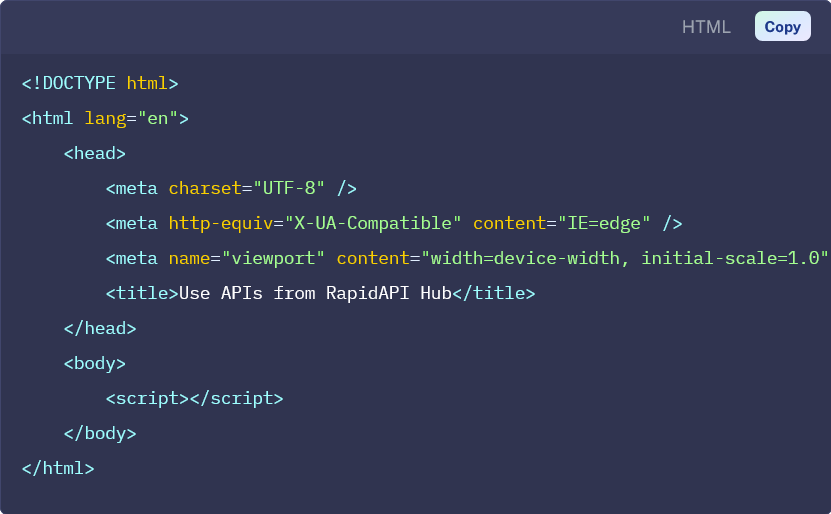 HTML Copy
<!DOCTYPE html>
<html lang="en">
    <head>
        <meta charset="UTF-8" />
        <meta http-equiv="X-UA-Compatible" content="IE=edge" />
        <meta name="viewport" content="width=device-width, initial-scale=1.0"
        <title>Use APIs from RapidAPI Hub</title>
    </head>
    <body>
        <script></script>
    </body>
</html>